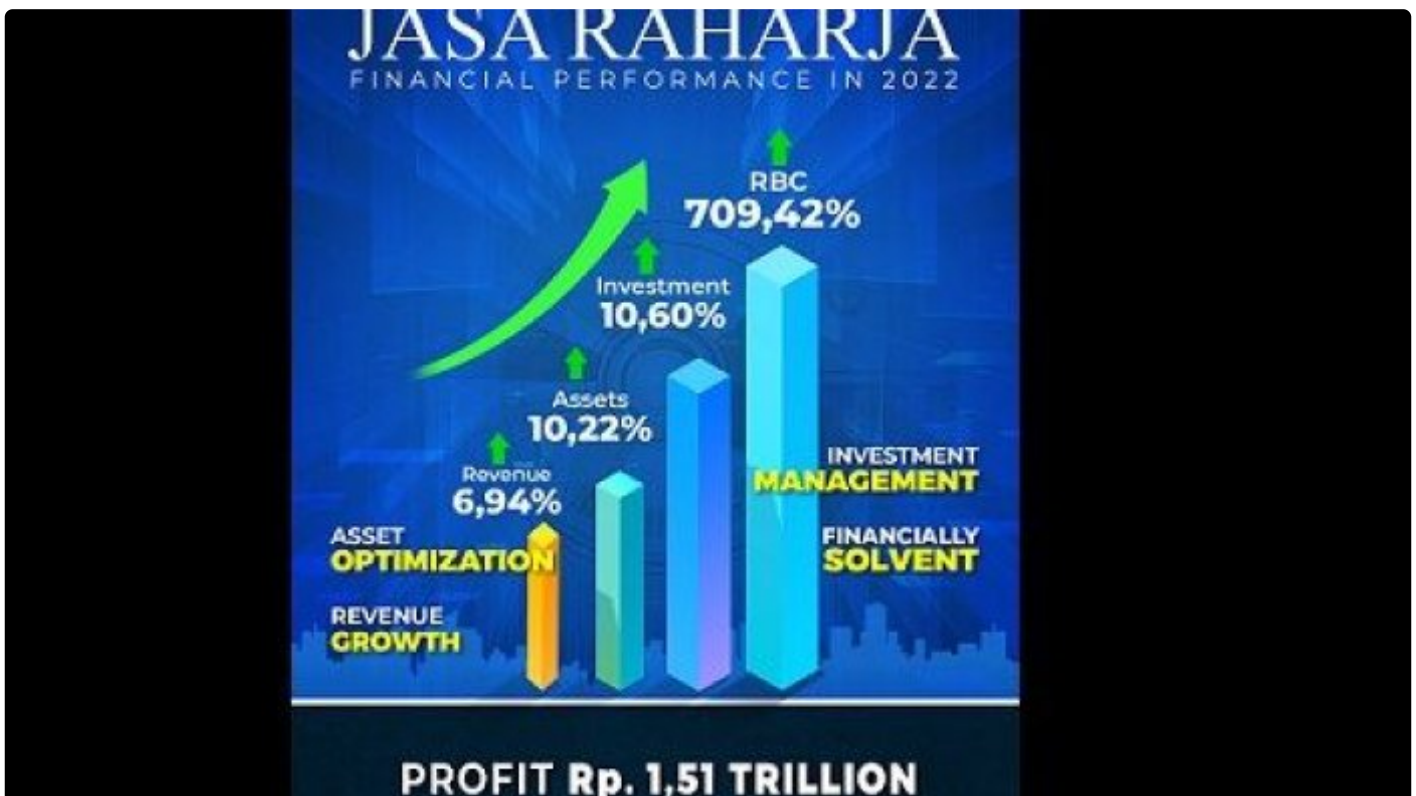 JASA RAHARJA
FINANCIAL PERFORMANCE IN 2022
RBC
709,42%
Investment
10,60%
Assets
10,22%
Revenue
6,94%
ASSET
OPTIMIZATION
REVENUE
GROWTH
INVESTMENT
MANAGEMENT
FINANCIALLY
SOLVENT
PROFIT Rp. 1,51 TRILLION